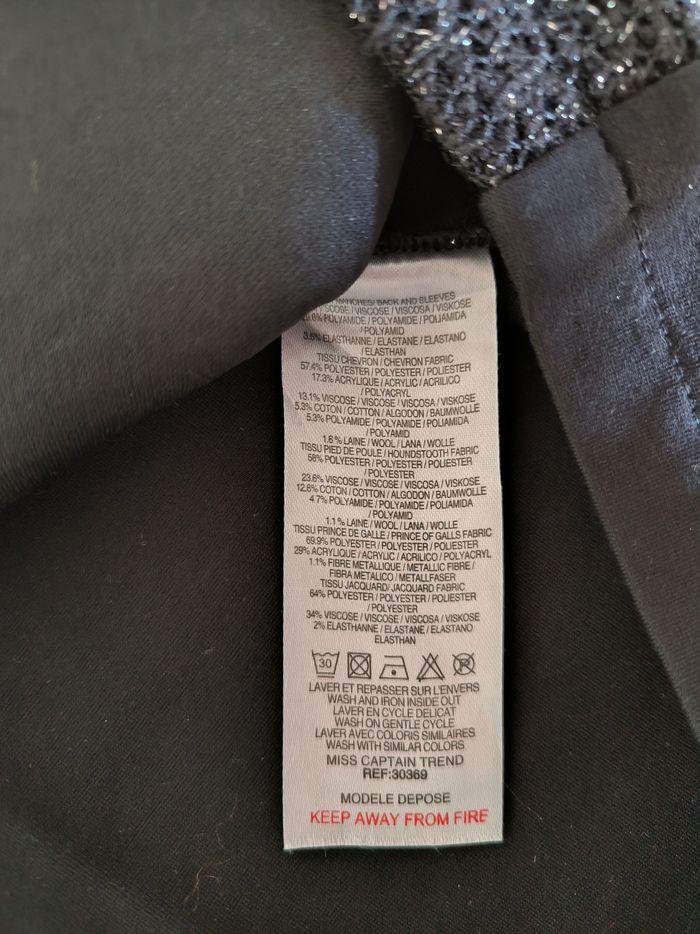 MANCHES/ BACK AND SLEEVES
VISCOSE / VISCOSE / VISCOSA / VISKOSE
POLYAMIDE / POLYAMIDE / POLIAMIDA
/ POLYAMID
3.5% ELASTHANNE / ELASTANE / ELASTANO
/ ELASTHAN
TISSU CHEVRON / CHEVRON FABRIC
57.4% POLYESTER / POLYESTER / POLIESTER
17.3% ACRYLIQUE / ACRYLIC / ACRILICO /
POLYACRYL
13.1% VISCOSE / VISCOSE / VISCOSA / VISKOSE
5.3% COTON / COTTON / ALGODON / BAUMWOLLE
5.3% POLYAMIDE / POLYAMIDE / POLIAMIDA
/ POLYAMID
1.6% LAINE / WOOL / LANA / WOLLE
TISSU PIED DE POULE / HOUNDSTOOTH FABRIC
58% POLYESTER / POLYESTER / POLIESTER
/ POLYESTER
23.6% VISCOSE / VISCOSE / VISCOSA / VISKOSE
12.6% COTON / COTTON / ALGODON / BAUMWOLLE
4.7% POLYAMIDE / POLYAMIDE / POLIAMIDA
/ POLYAMID
1.1% LAINE / WOOL / LANA / WOLLE
TISSU PRINCE DE GALLE / PRINCE OF GALLS FABRIC
69.9% POLYESTER / POLYESTER / POLIESTER
29% ACRYLIQUE / ACRYLIC / ACRILICO / POLYACRYL
1.1% FIBRE METALLIQUE / METALLIC FIBRE /
FIBRA METALICO / METALLFASER
TISSU JACQUARD/ JACQUARD FABRIC
64% POLYESTER / POLYESTER / POLIESTER
/ POLYESTER
34% VISCOSE / VISCOSE / VISCOSA / VISKOSE
2% ELASTHANNE / ELASTANE / ELASTANO
ELASTHAN
30
LAVER ET REPASSER SUR L'ENVERS
WASH AND IRON INSIDE OUT
LAVER EN CYCLE DELICAT
WASH ON GENTLE CYCLE
LAVER AVEC COLORIS SIMILAIRES
WASH WITH SIMILAR COLORS
MISS CAPTAIN TREND
REF:30369
MODELE DEPOSE
KEEP AWAY FROM FIRE